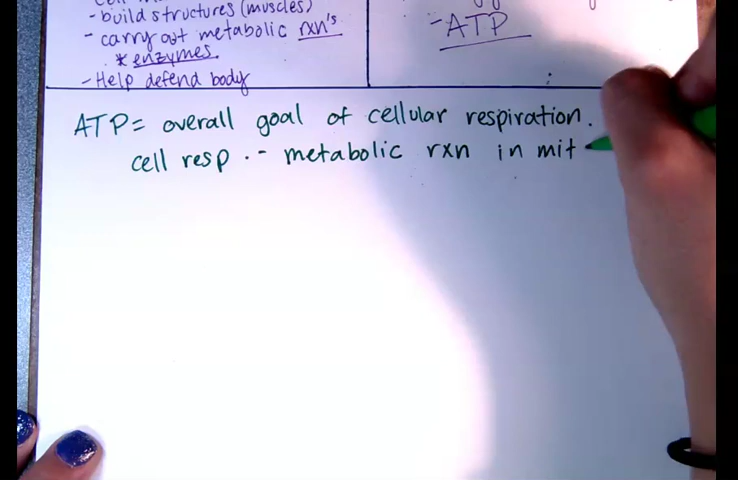 - build structures (muscles)
- carry out metabolic rxn's
* enzymes
- Help defend body
- ATP
ATP = overall goal of cellular respiration.
cell resp. - metabolic rxn in mit